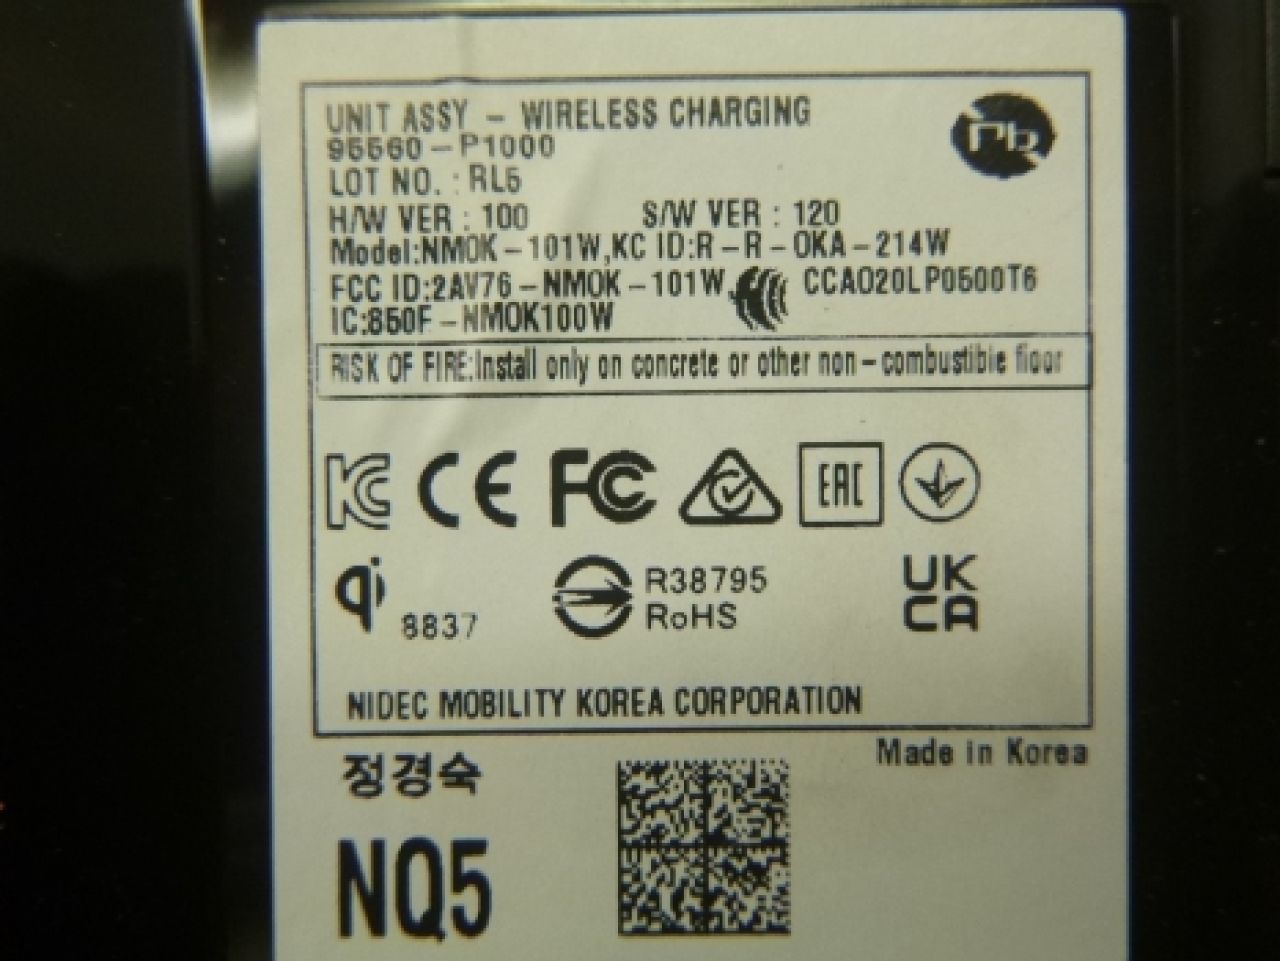 UNIT ASSY - WIRELESS CHARGING
95560-P1000
LOT NO. : RL5
H/W VER : 100 S/W VER : 120
Model:NMOK-101W,KC ID:R-R-OKA-214W
FCC ID:2AV76-NMOK-101W CCAO20LP0500T6
IC:850F-NMOK100W
RISK OF FIRE:Install only on concrete or other non-combustible floor
KC CE FC EAC
qi 8837
R38795
RoHS
UK
CA
NIDEC MOBILITY KOREA CORPORATION
Made in Korea
정경숙
NQ5